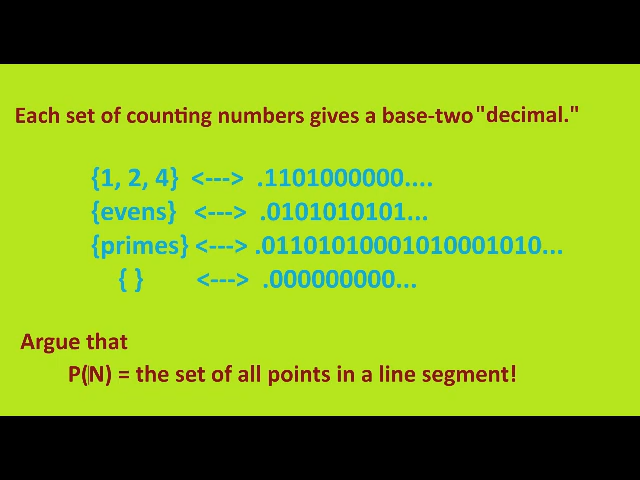 Each set of counting numbers gives a base-two "decimal."
{1, 2, 4} <---> .1101000000....
{evens} <---> .0101010101...
{primes} <---> .01101010001010001010...
{ } <---> .000000000...
Argue that
P(N) = the set of all points in a line segment!